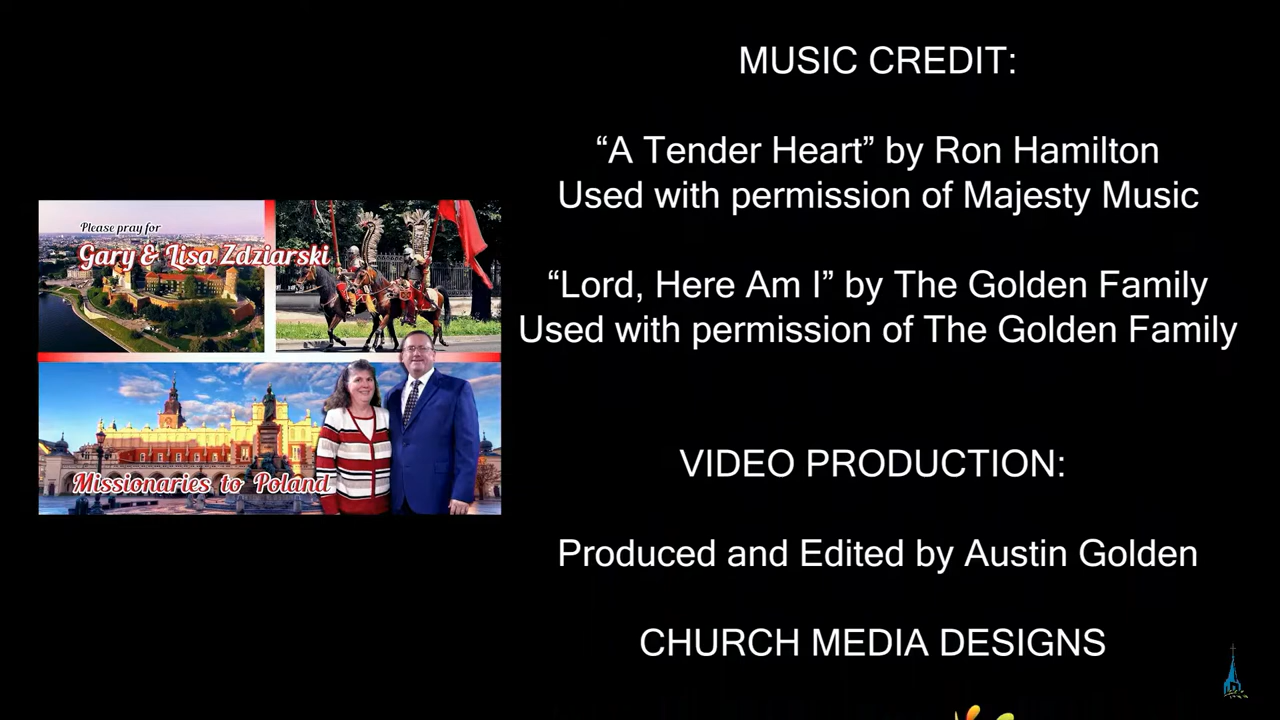 Please pray for
Gary & Lisa Zdziarski
Missionaries to Poland
MUSIC CREDIT:
“A Tender Heart” by Ron Hamilton
Used with permission of Majesty Music
“Lord, Here Am I” by The Golden Family
Used with permission of The Golden Family
VIDEO PRODUCTION:
Produced and Edited by Austin Golden
CHURCH MEDIA DESIGNS